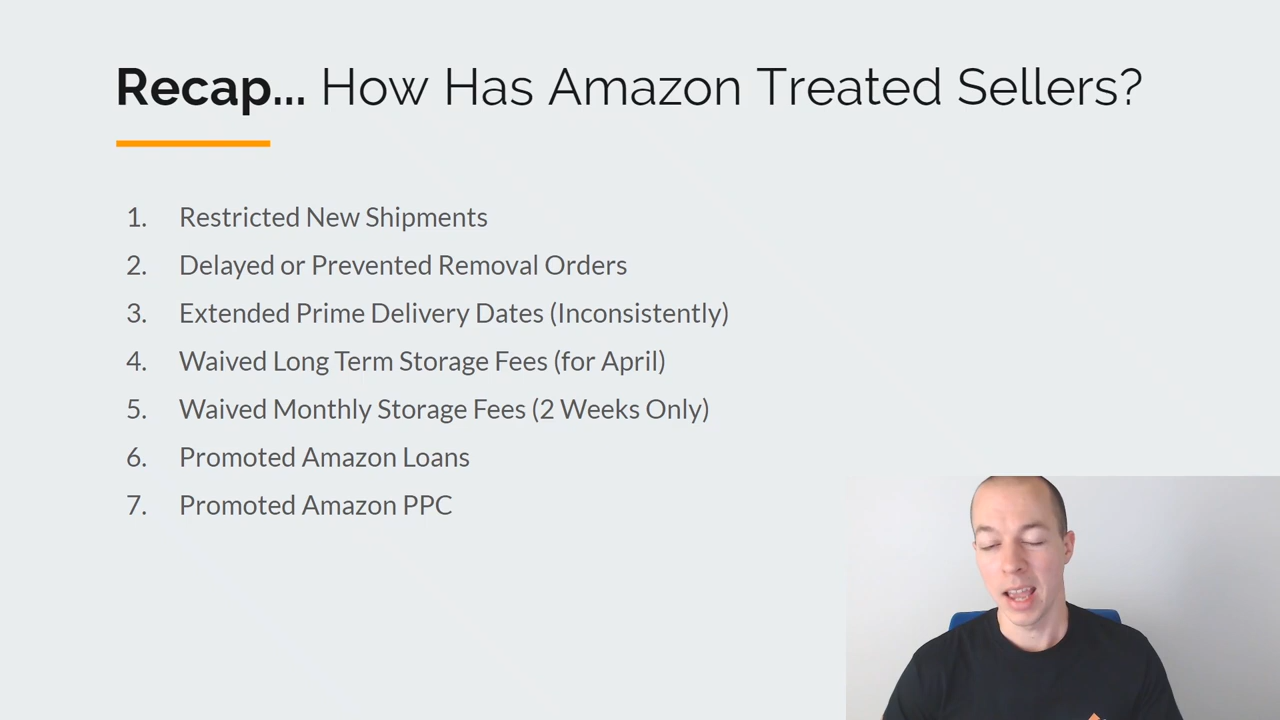 Recap... How Has Amazon Treated Sellers?
1. Restricted New Shipments
2. Delayed or Prevented Removal Orders
3. Extended Prime Delivery Dates (Inconsistently)
4. Waived Long Term Storage Fees (for April)
5. Waived Monthly Storage Fees (2 Weeks Only)
6. Promoted Amazon Loans
7. Promoted Amazon PPC